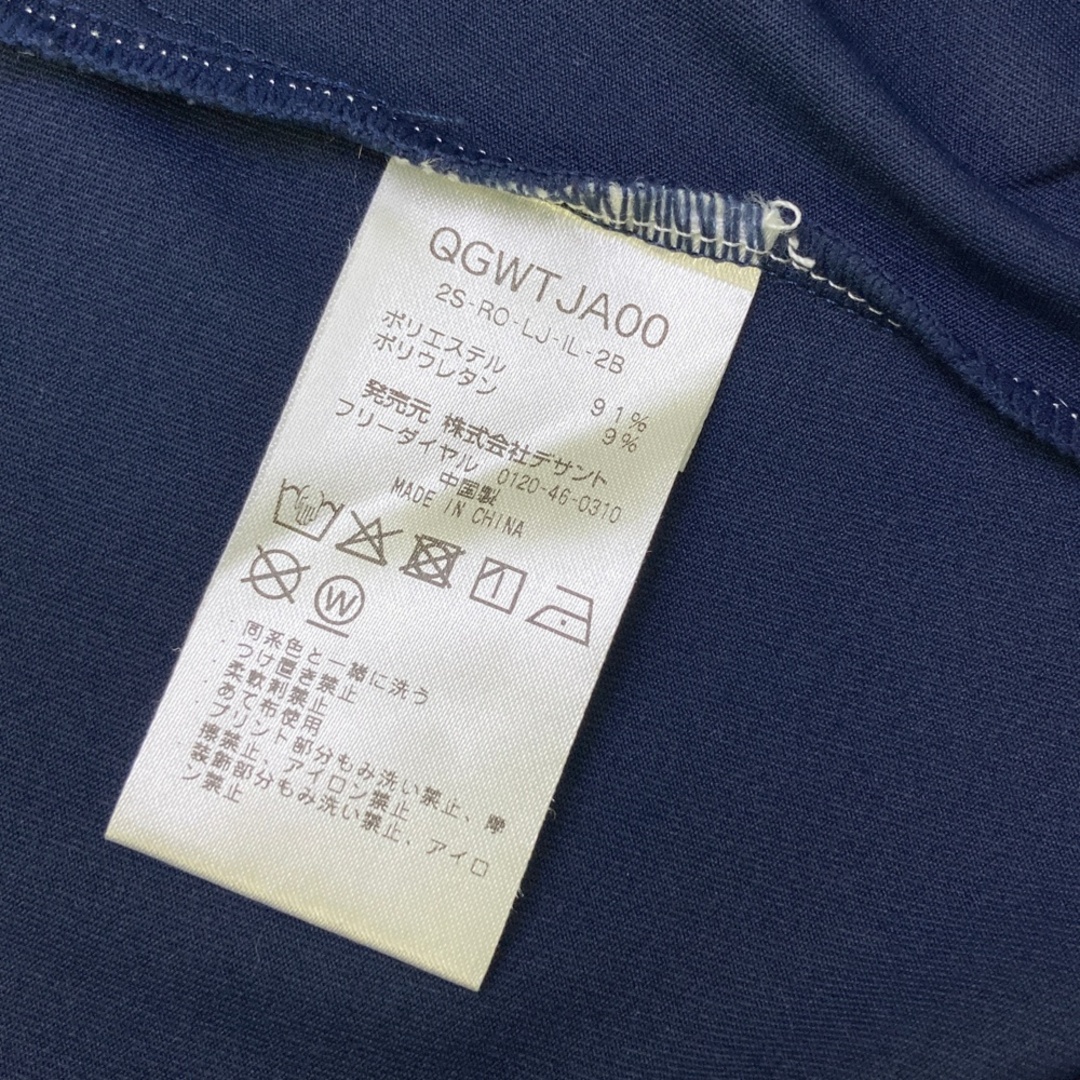 QGWTJA00
2S-RO-LJ-IL-2B
ポリエステル 91%
ポリウレタン 9%
発売元 株式会社デサント
フリーダイヤル 0120-46-0310
中国製
MADE IN CHINA
W
・同系色と一緒に洗う
・つけ置き禁止
・柔軟剤禁止
・あて布使用
・プリント部分もみ洗い禁止、摩
擦禁止、アイロン禁止
・装飾部分もみ洗い禁止、アイロ
ン禁止